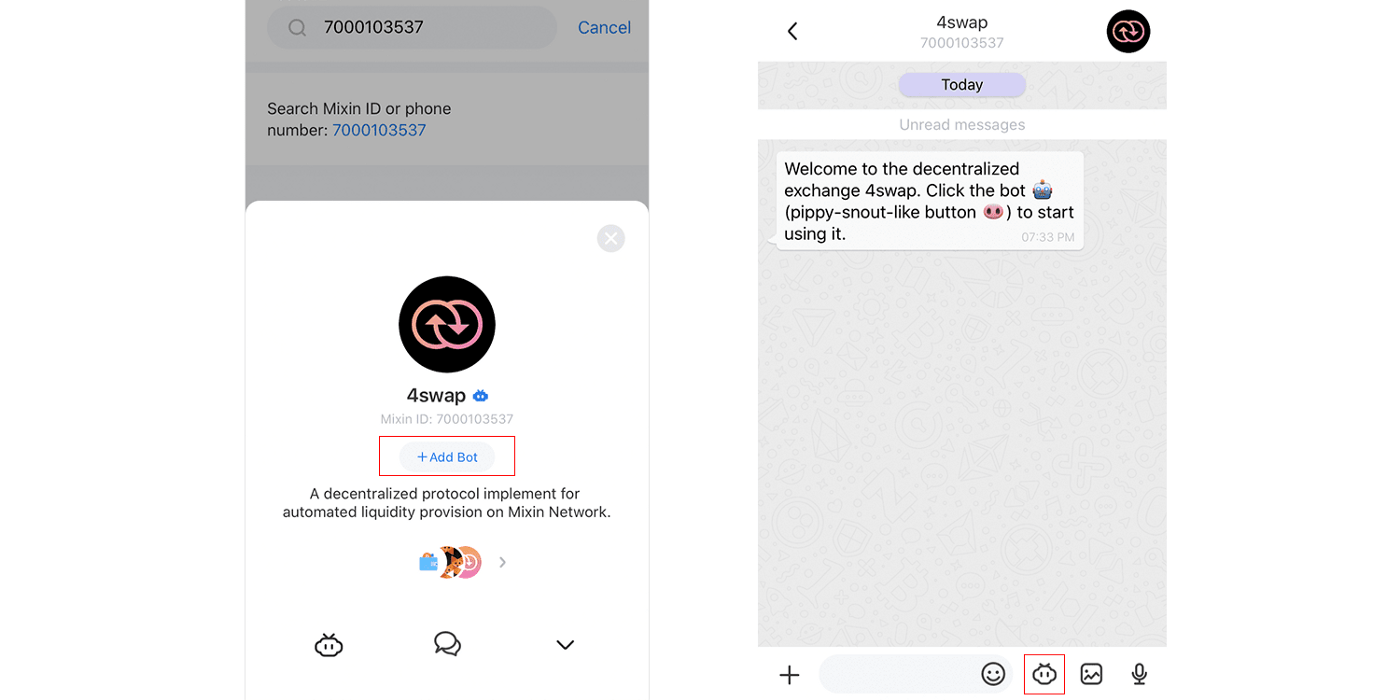 7000103537
Cancel
Search Mixin ID or phone
number: 7000103537
4swap
Mixin ID: 7000103537
+Add Bot
A decentralized protocol implement for
automated liquidity provision on Mixin Network.
4swap
7000103537
Today
Unread messages
Welcome to the decentralized
exchange 4swap. Click the bot 🤖
(pippy-snout-like button 🐽) to start
using it.
07:33 PM